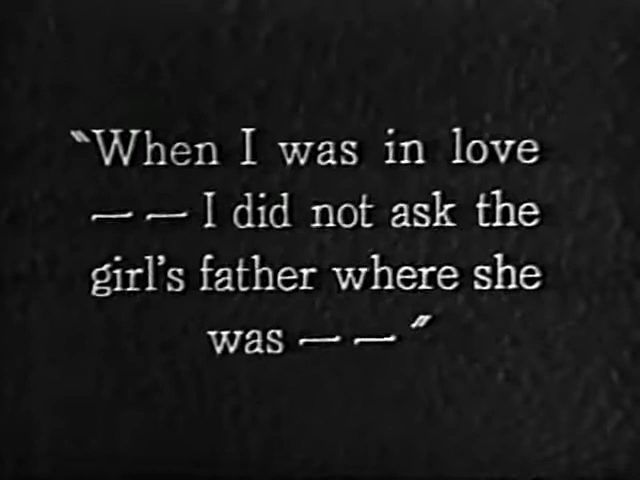 "When I was in love
— — I did not ask the
girl's father where she
was — — "